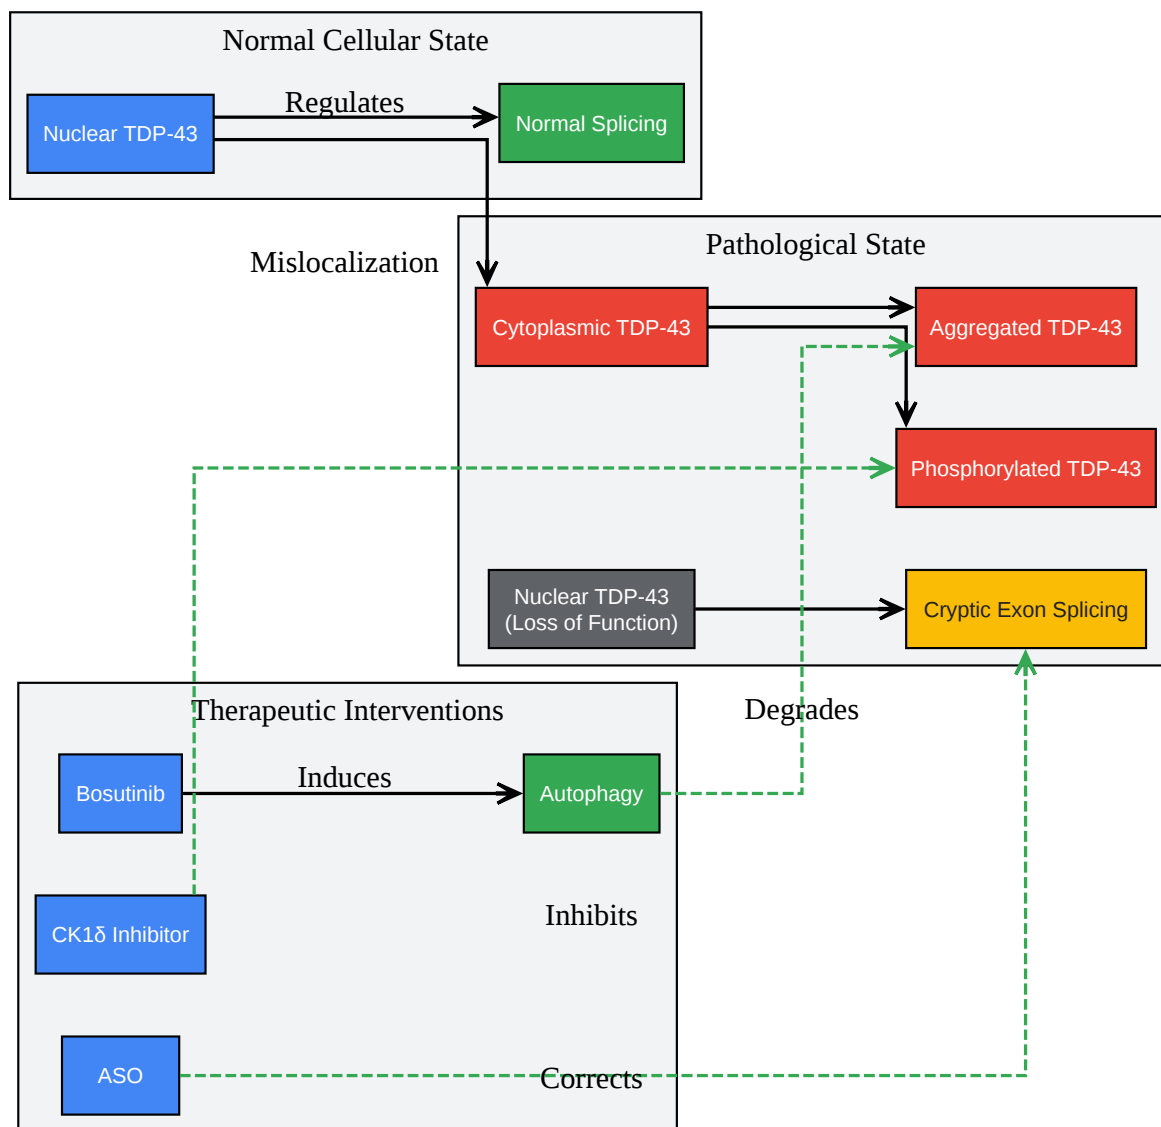 Normal Cellular State
Nuclear TDP-43
Regulates
Normal Splicing
Mislocalization
Pathological State
Cytoplasmic TDP-43
Aggregated TDP-43
Phosphorylated TDP-43
Nuclear TDP-43
(Loss of Function)
Cryptic Exon Splicing
Therapeutic Interventions
Degrades
Bosutinib
Induces
Autophagy
CK1δ Inhibitor
Inhibits
ASO
Corrects